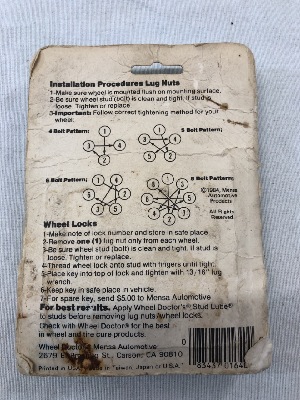 Installation Procedures Lug Nuts
1-Make sure wheel is mounted flush on mounting surface.
2-Be sure wheel stud (bolt) is clean and tight. If stud is
loose. Tighten or replace
3-Important: Follow correct tightening method for your
wheel.
4 Bolt Pattern; 5 Bolt Pattern;
6 Bolt Pattern; 8 Bolt Pattern;
©1984, Mensa
Automotive Products
All Rights
Reserved.
Wheel Locks
1-Make note of lock number and store in safe place.
2-Remove one (1) lug nut only from each wheel.
3-Be sure wheel stud (bolt) is clean and tight. If stud is
loose. Tighten or replace.
4-Thread wheel lock onto stud with fingers until tight.
5-Place key into top of lock and tighten with 13/16" lug
wrench.
6-Keep key in safe place in vehicle.
7-For spare key, send $5.00 to Mensa Automotive
For best results. Apply Wheel Doctor's® Stud Lube®
to studs before removing lug nuts/wheel locks.
Check with Wheel Doctor® for the best
in wheel and tire care products.
Wheel Doctor® Mensa Automotive
Carson, CA 90810
Printed in U.S.A. Made in Taiwan, Japan or U.S.A.
0